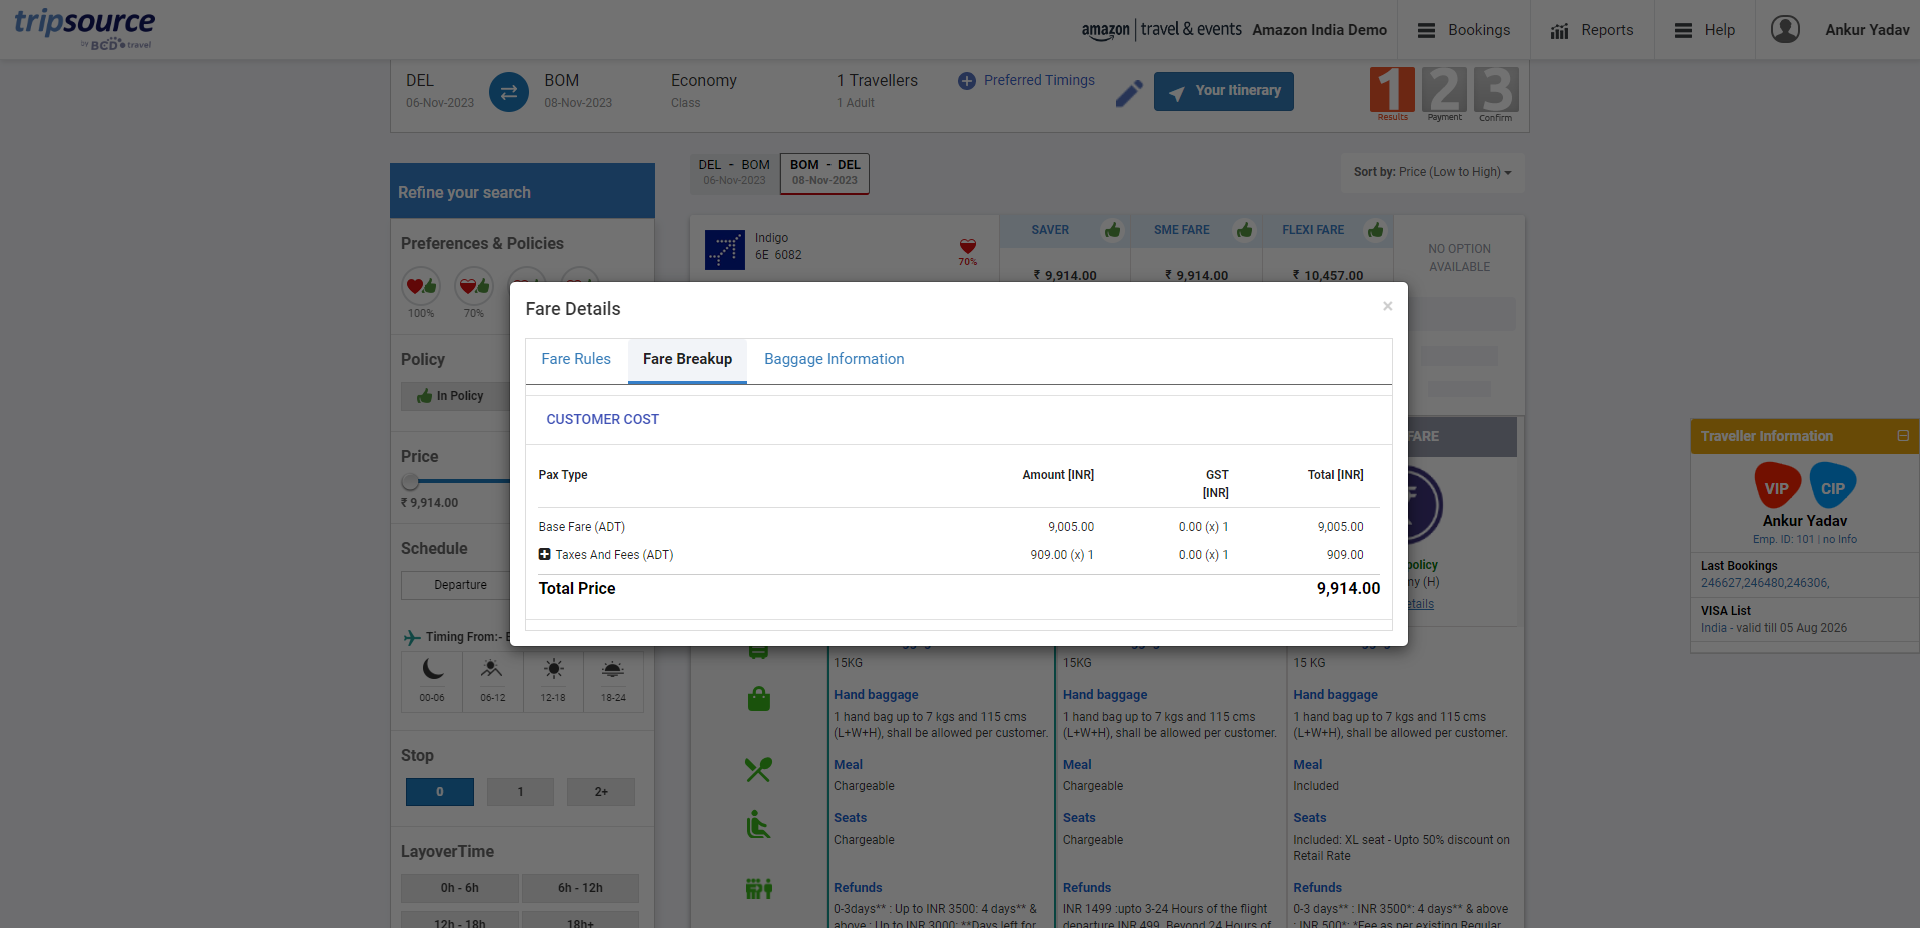 tripsource
by BCD travel
amazon travel & events Amazon India Demo
Bookings
Reports
Help
Ankur Yadav
DEL
06-Nov-2023
BOM
08-Nov-2023
Economy
Class
1 Travellers
1 Adult
Preferred Timings
Your Itinerary
1 2 3
Results Payment Confirm
Refine your search
Preferences & Policies
100% 70%
Policy
In Policy
Price
₹ 9,914.00
Schedule
Departure
Timing From:-
00-06 06-12 12-18 18-24
Stop
0 1 2+
LayoverTime
0h - 6h 6h - 12h
12h - 18h 18h+
DEL - BOM
06-Nov-2023
BOM - DEL
08-Nov-2023
Sort by: Price (Low to High)
Indigo
6E 6082
70%
SAVER SME FARE FLEXI FARE
₹ 9,914.00 ₹ 9,914.00 ₹ 10,457.00
NO OPTION
AVAILABLE
Fare Details
×
Fare Rules Fare Breakup Baggage Information
CUSTOMER COST
Pax Type Amount [INR] GST [INR] Total [INR]
Base Fare (ADT) 9,005.00 0.00 (x) 1 9,005.00
Taxes And Fees (ADT) 909.00 (x) 1 0.00 (x) 1 909.00
Total Price 9,914.00
FARE
policy
(H)
15KG 15KG 15 KG
Hand baggage
1 hand bag up to 7 kgs and 115 cms
(L+W+H), shall be allowed per customer.
Hand baggage
1 hand bag up to 7 kgs and 115 cms
(L+W+H), shall be allowed per customer.
Hand baggage
1 hand bag up to 7 kgs and 115 cms
(L+W+H), shall be allowed per customer.
Meal Meal Meal
Chargeable Chargeable Included
Seats
Chargeable
Seats
Chargeable
Seats
Included: XL seat - Upto 50% discount on
Retail Rate
Refunds
0-3days** : Up to INR 3500: 4 days** &
above : Up to INR 3000: **Days left for
Refunds
INR 1499 :upto 3-24 Hours of the flight
departure INR 499, Beyond 24 Hours of
Refunds
0-3 days** : INR 3500*: 4 days** & above
: INR 500*: *Fee as per existing Regular
Traveller Information
VIP CIP
Ankur Yadav
Emp. ID: 101 | no Info
Last Bookings
246627,246480,246306,
VISA List
India - valid till 05 Aug 2026